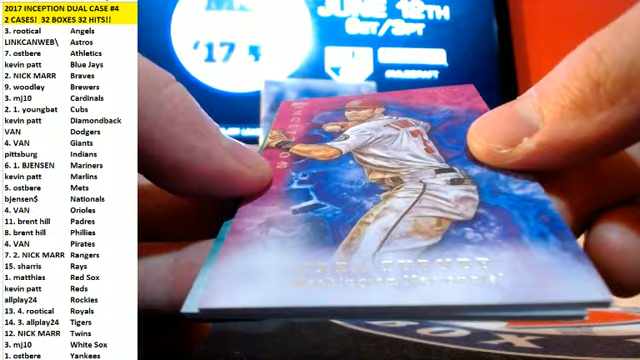 2017 INCEPTION DUAL CASE #4
2 CASES! 32 BOXES 32 HITS!!
3. rootical Angels
LINKCANWEB\ Astros
7. ostbere Athletics
kevin patt Blue Jays
2. NICK MARR Braves
9. woodley Brewers
3. mj10 Cardinals
2. 1. youngbat Cubs
kevin patt Diamondback
VAN Dodgers
4. VAN Giants
pittsburg Indians
6. 1. BJENSEN Mariners
kevin patt Marlins
5. ostbere Mets
bJensen$ Nationals
4. VAN Orioles
11. brent hill Padres
8. brent hill Phillies
4. VAN Pirates
7. 2. NICK MARR Rangers
15. sharris Rays
1. matthias Red Sox
kevin patt Reds
allplay24 Rockies
13. 4. rootical Royals
14. 3. allplay24 Tigers
12. NICK MARR Twins
3. mj10 White Sox
1. ostbere Yankees
JUNE 12TH
'17.5
TURNER
7
BOX